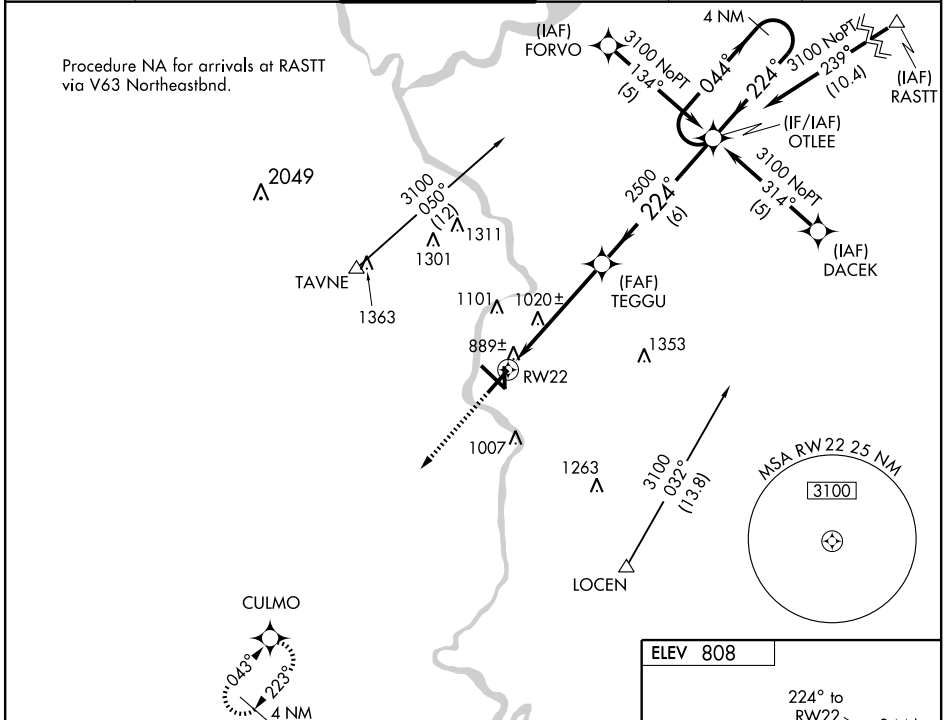 Procedure NA for arrivals at RASTT
via V63 Northeastbnd.
4 NM
(IAF)
FORVO
3100 NoPT
134°
(5)
044°
224°
3100 NoPT
239°
(10.4)
(IAF)
RASTT
(IF/IAF)
OTLEE
3100 NoPT
314°
(5)
(IAF)
DACEK
2500
224°
(6)
(FAF)
TEGGU
2049
3100
050°
(12)
1311
1301
TAVNE
1363
1101
1020±
889±
1353
RW22
1007
1263
3100
032°
(13.8)
LOCEN
MSA RW 22 25 NM
3100
CULMO
043°
223°
4 NM
ELEV 808
224° to
RW22